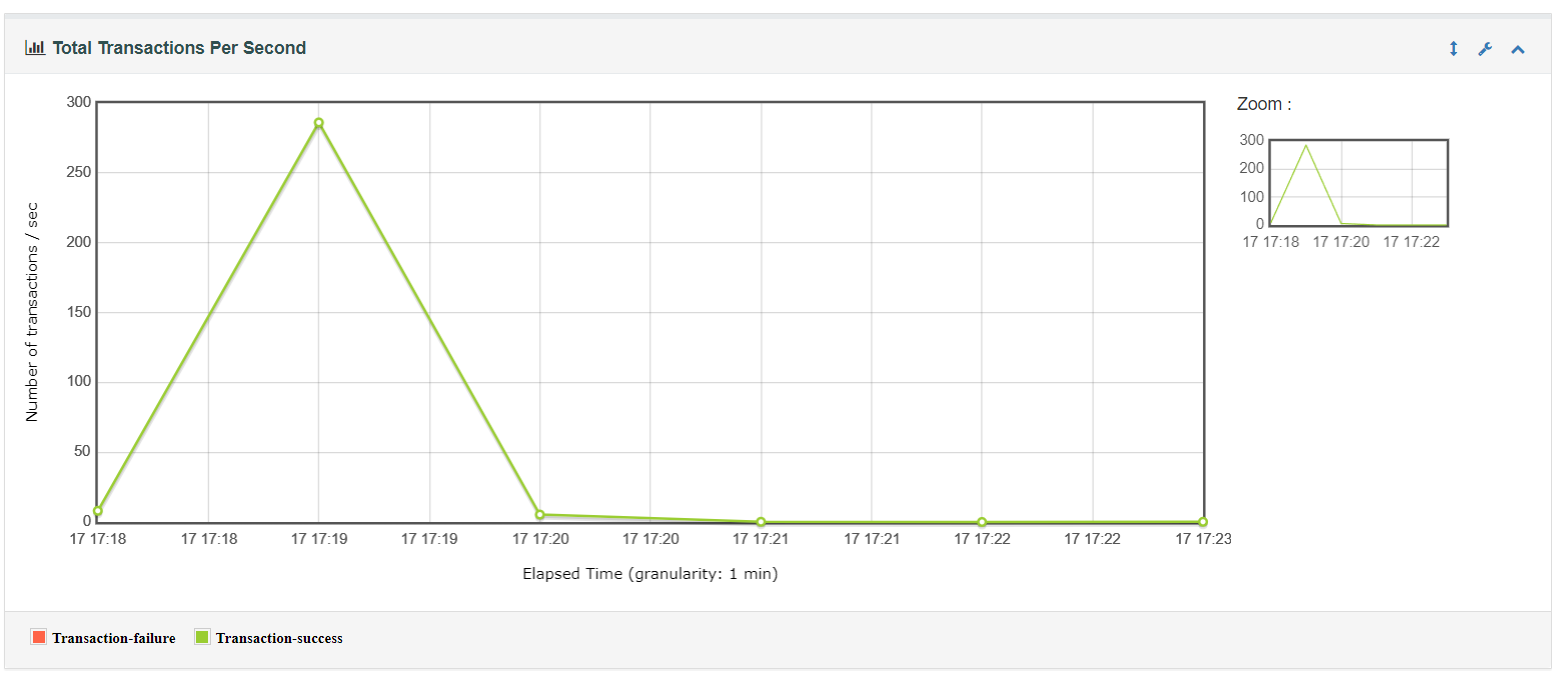 Total Transactions Per Second
Zoom :
300
250
200
150
100
50
0
Number of transactions / sec
17 17:18 17 17:18 17 17:19 17 17:19 17 17:20 17 17:20 17 17:21 17 17:21 17 17:22 17 17:22 17 17:23
Elapsed Time (granularity: 1 min)
300
200
100
0
17 17:18 17 17:20 17 17:22
Transaction-failure Transaction-success